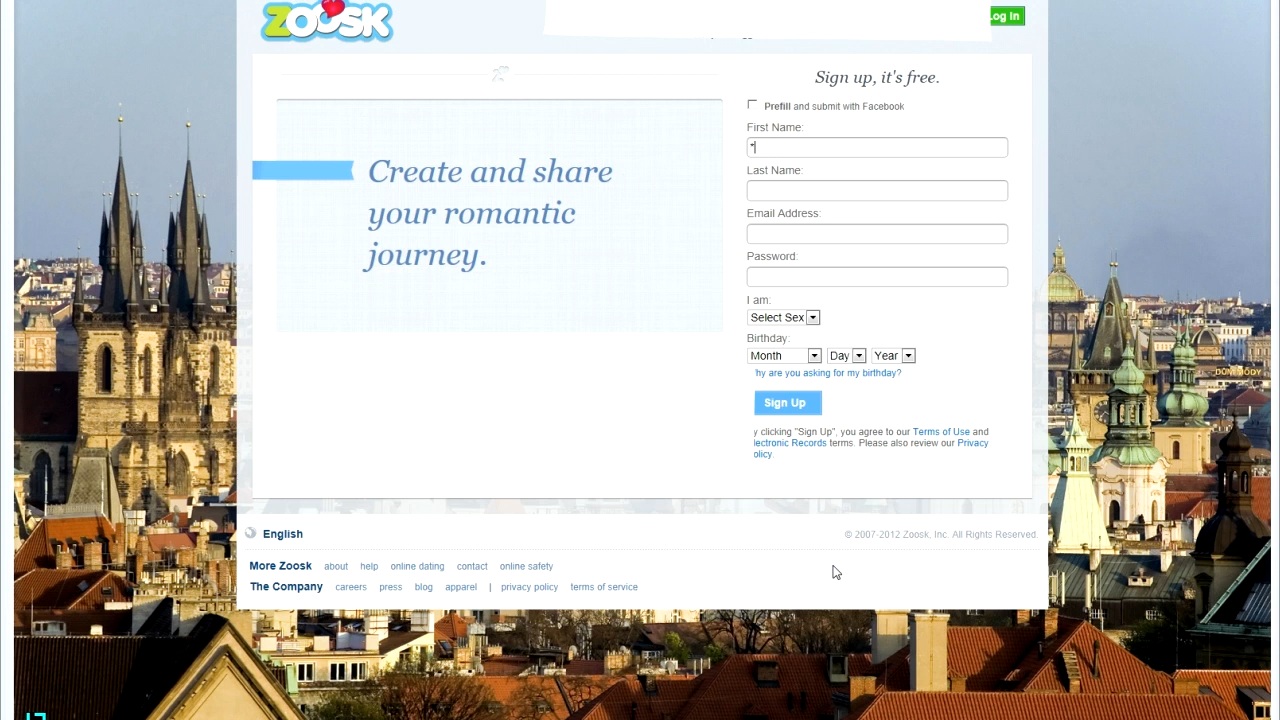 ZOOSK
Log In
Sign up, it's free.
Prefill and submit with Facebook
First Name:
Last Name:
Create and share
your romantic
journey.
Email Address:
Password:
I am:
Select Sex
Birthday:
Month Day Year
hy are you asking for my birthday?
Sign Up
y clicking "Sign Up", you agree to our Terms of Use and
lectronic Records terms. Please also review our Privacy
olicy.
English
© 2007-2012 Zoosk, Inc. All Rights Reserved.
More Zoosk about help online dating contact online safety
The Company careers press blog apparel | privacy policy terms of service